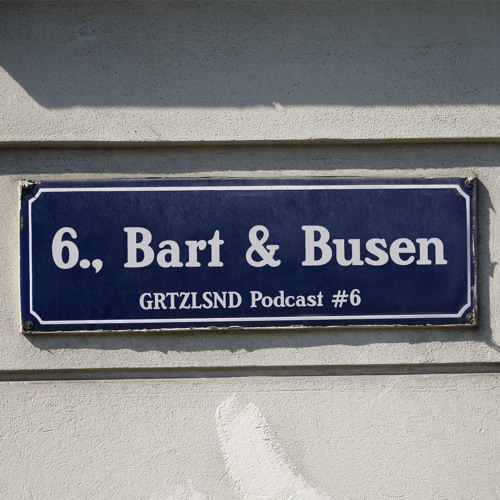 6., Bart & Busen
GRTZLSND Podcast #6